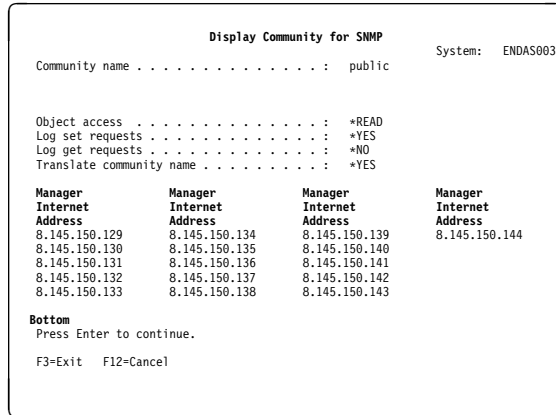 Display Community for SNMP
System: ENDAS003
Community name . . . . . . . . . . . . . . : public
Object access . . . . . . . . . . . . . . : *READ
Log set requests . . . . . . . . . . . . . : *YES
Log get requests . . . . . . . . . . . . . : *NO
Translate community name . . . . . . . . . : *YES
Manager Manager Manager Manager
Internet Internet Internet Internet
Address Address Address Address
8.145.150.129 8.145.150.134 8.145.150.139 8.145.150.144
8.145.150.130 8.145.150.135 8.145.150.140
8.145.150.131 8.145.150.136 8.145.150.141
8.145.150.132 8.145.150.137 8.145.150.142
8.145.150.133 8.145.150.138 8.145.150.143
Bottom
Press Enter to continue.
F3=Exit F12=Cancel